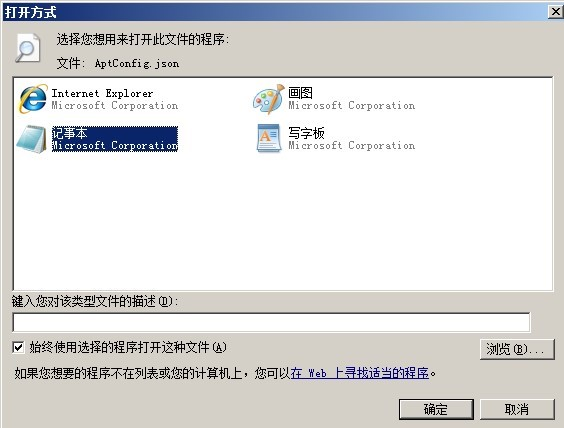 打开方式
选择您想用来打开此文件的程序:
文件: AptConfig.json
Internet Explorer
Microsoft Corporation
画图
Microsoft Corporation
记事本
Microsoft Corporation
写字板
Microsoft Corporation
键入您对该类型文件的描述(D):
始终使用选择的程序打开这种文件(A)
浏览(B)...
如果您想要的程序不在列表或您的计算机上，您可以在 Web 上寻找适当的程序。
确定
取消